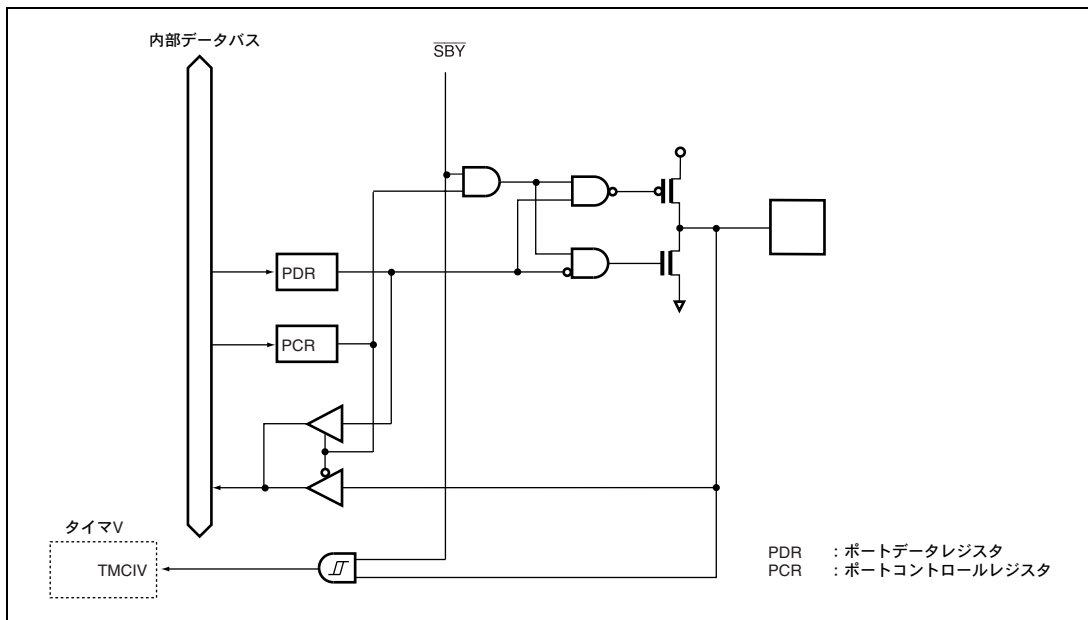 内部データバス
SBY
PDR
PCR
タイマV
TMCIV
PDR :ポートデータレジスタ
PCR :ポートコントロールレジスタ